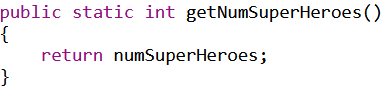 public static int getNumSuperHeroes()
{
    return numSuperHeroes;
}